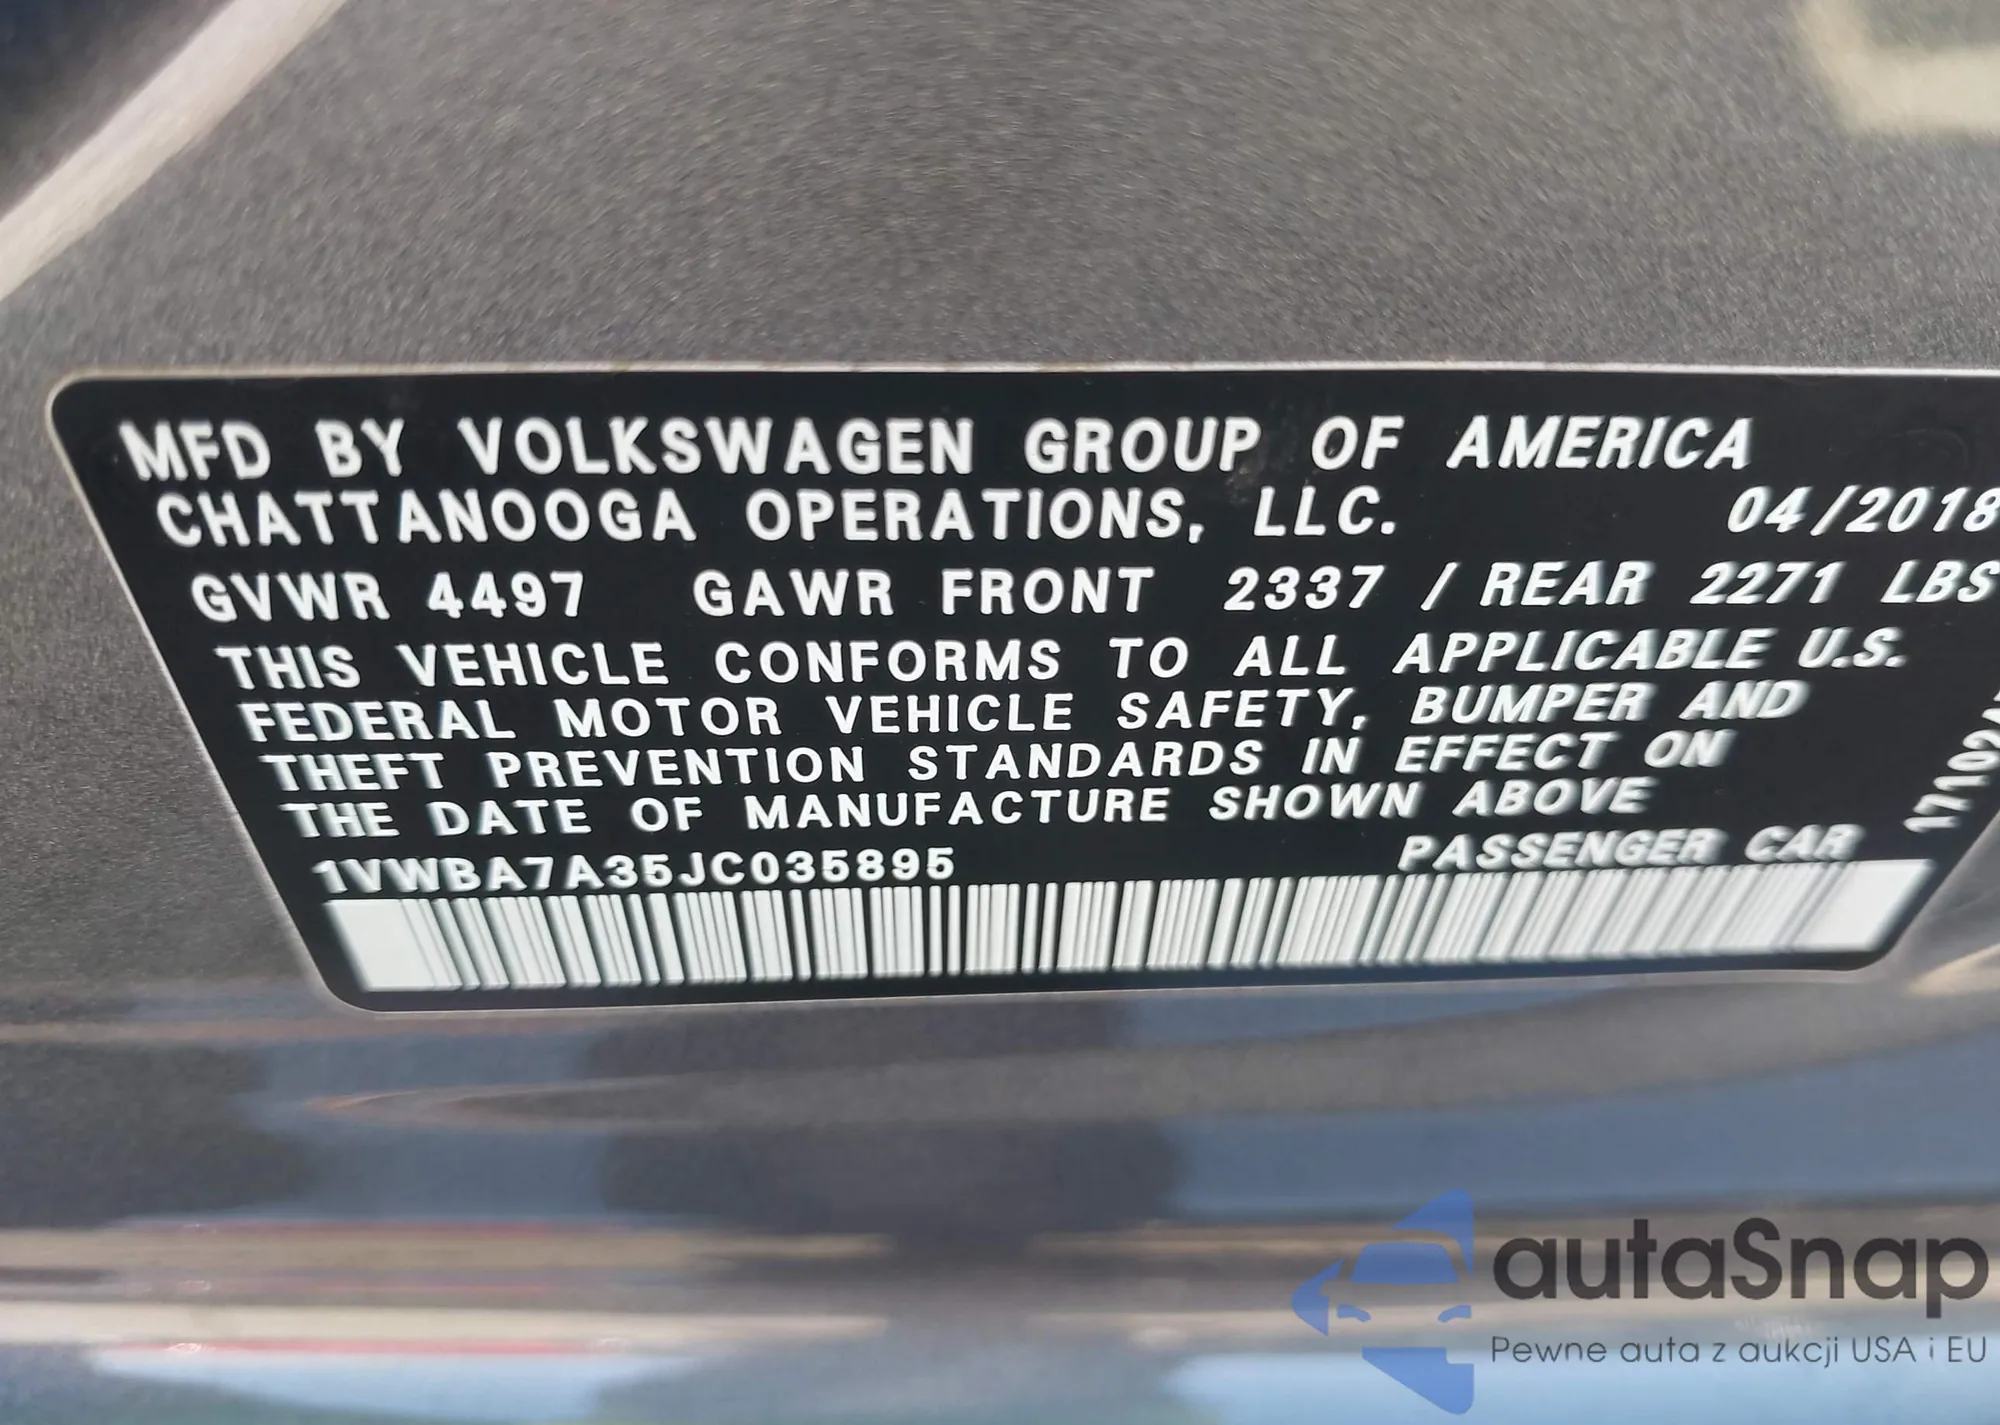 MFD BY VOLKSWAGEN GROUP OF AMERICA
CHATTANOOGA OPERATIONS, LLC. 04/2018
GVWR 4497 GAWR FRONT 2337 / REAR 2271 LBS
THIS VEHICLE CONFORMS TO ALL APPLICABLE U.S.
FEDERAL MOTOR VEHICLE SAFETY, BUMPER AND
THEFT PREVENTION STANDARDS IN EFFECT ON
THE DATE OF MANUFACTURE SHOWN ABOVE
1VWBA7A35JC035895 PASSENGER CAR
autaSnap
Pewne auta z aukcji USA i EU